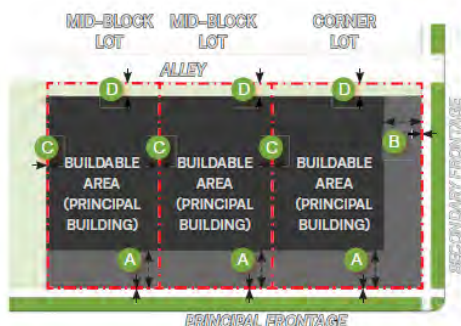 MID-BLOCK LOT
MID-BLOCK LOT
CORNER LOT
ALLEY
D
D
D
C
C
C
B
BUILDABLE AREA (PRINCIPAL BUILDING)
BUILDABLE AREA (PRINCIPAL BUILDING)
BUILDABLE AREA (PRINCIPAL BUILDING)
A
A
A
SECONDARY FRONTAGE
PRINCIPAL FRONTAGE